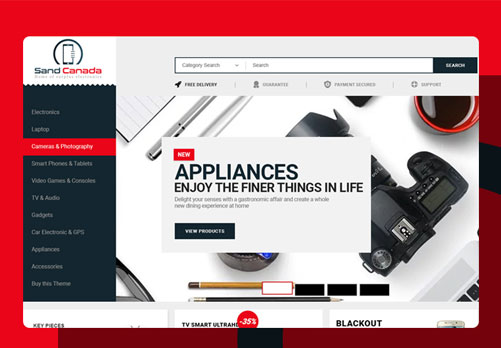 Sand Canada
Home of surplus electronics
Category Search
Search
SEARCH
FREE DELIVERY
GUARANTEE
PAYMENT SECURED
SUPPORT
Electronics
Laptop
Cameras & Photography
Smart Phones & Tablets
Video Games & Consoles
TV & Audio
Gadgets
Car Electronic & GPS
Appliances
Accessories
Buy this Theme
NEW
APPLIANCES
ENJOY THE FINER THINGS IN LIFE
Delight your senses with a gastronomic affair and create a whole
new dining experience at home
VIEW PRODUCTS
KEY PIECES
TV SMART ULTRAHD
-35%
BLACKOUT